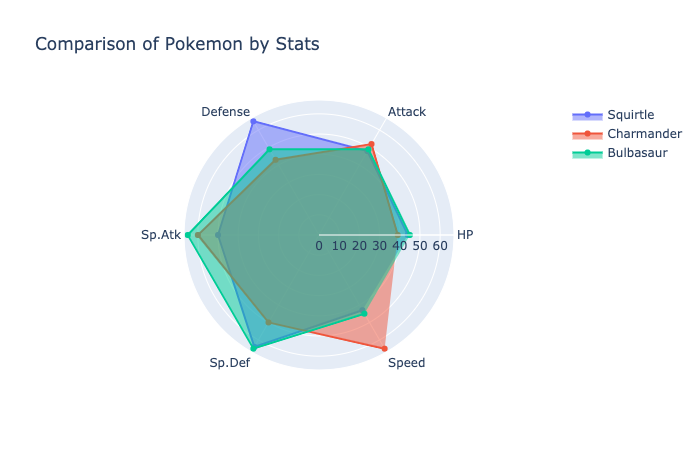 Comparison of Pokemon by Stats
Defense
Attack
Squirtle
Charmander
Bulbasaur
Sp.Atk
HP
0 10 20 30 40 50 60
Sp.Def
Speed